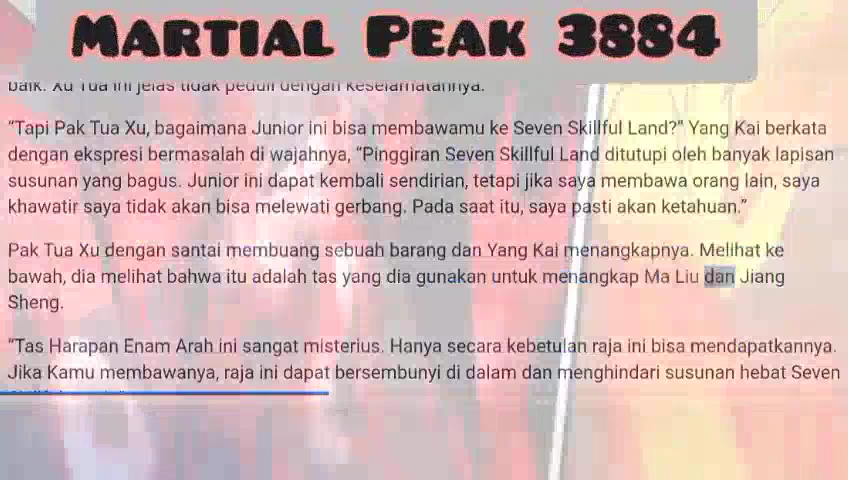 MARTIAL PEAK 3884
baik. Xu Tua ini jelas tidak peduli dengan keselamatannya.
“Tapi Pak Tua Xu, bagaimana Junior ini bisa membawamu ke Seven Skillful Land?” Yang Kai berkata
dengan ekspresi bermasalah di wajahnya, “Pinggiran Seven Skillful Land ditutupi oleh banyak lapisan
susunan yang bagus. Junior ini dapat kembali sendirian, tetapi jika saya membawa orang lain, saya
khawatir saya tidak akan bisa melewati gerbang. Pada saat itu, saya pasti akan ketahuan.”
Pak Tua Xu dengan santai membuang sebuah barang dan Yang Kai menangkapnya. Melihat ke
bawah, dia melihat bahwa itu adalah tas yang dia gunakan untuk menangkap Ma Liu dan Jiang
Sheng.
“Tas Harapan Enam Arah ini sangat misterius. Hanya secara kebetulan raja ini bisa mendapatkannya.
Jika Kamu membawanya, raja ini dapat bersembunyi di dalam dan menghindari susunan hebat Seven